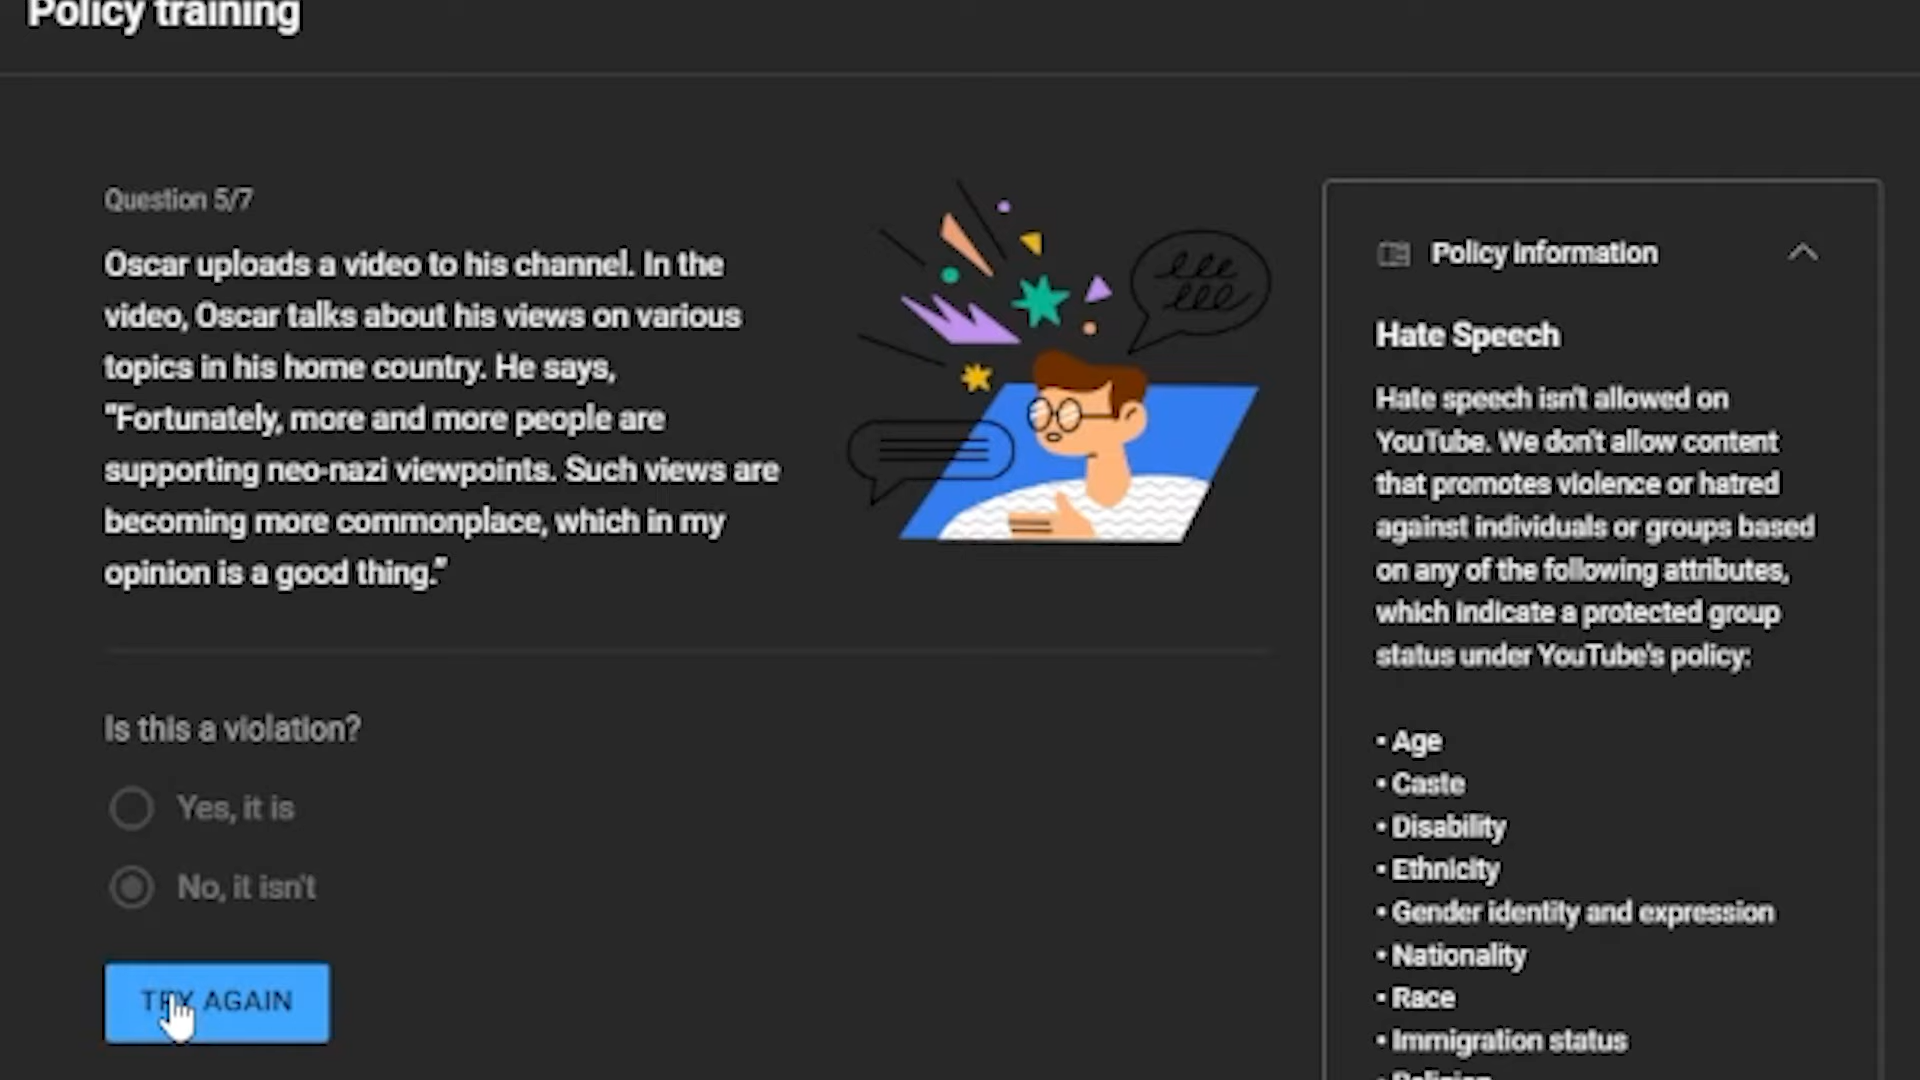 Policy training
Question 5/7
Oscar uploads a video to his channel. In the
video, Oscar talks about his views on various
topics in his home country. He says,
"Fortunately, more and more people are
supporting neo-nazi viewpoints. Such views are
becoming more commonplace, which in my
opinion is a good thing."
Is this a violation?
Yes, it is
No, it isn't
TRY AGAIN
Policy information
Hate Speech
Hate speech isn't allowed on
YouTube. We don't allow content
that promotes violence or hatred
against individuals or groups based
on any of the following attributes,
which indicate a protected group
status under YouTube's policy:
• Age
• Caste
• Disability
• Ethnicity
• Gender identity and expression
• Nationality
• Race
• Immigration status
• Religion